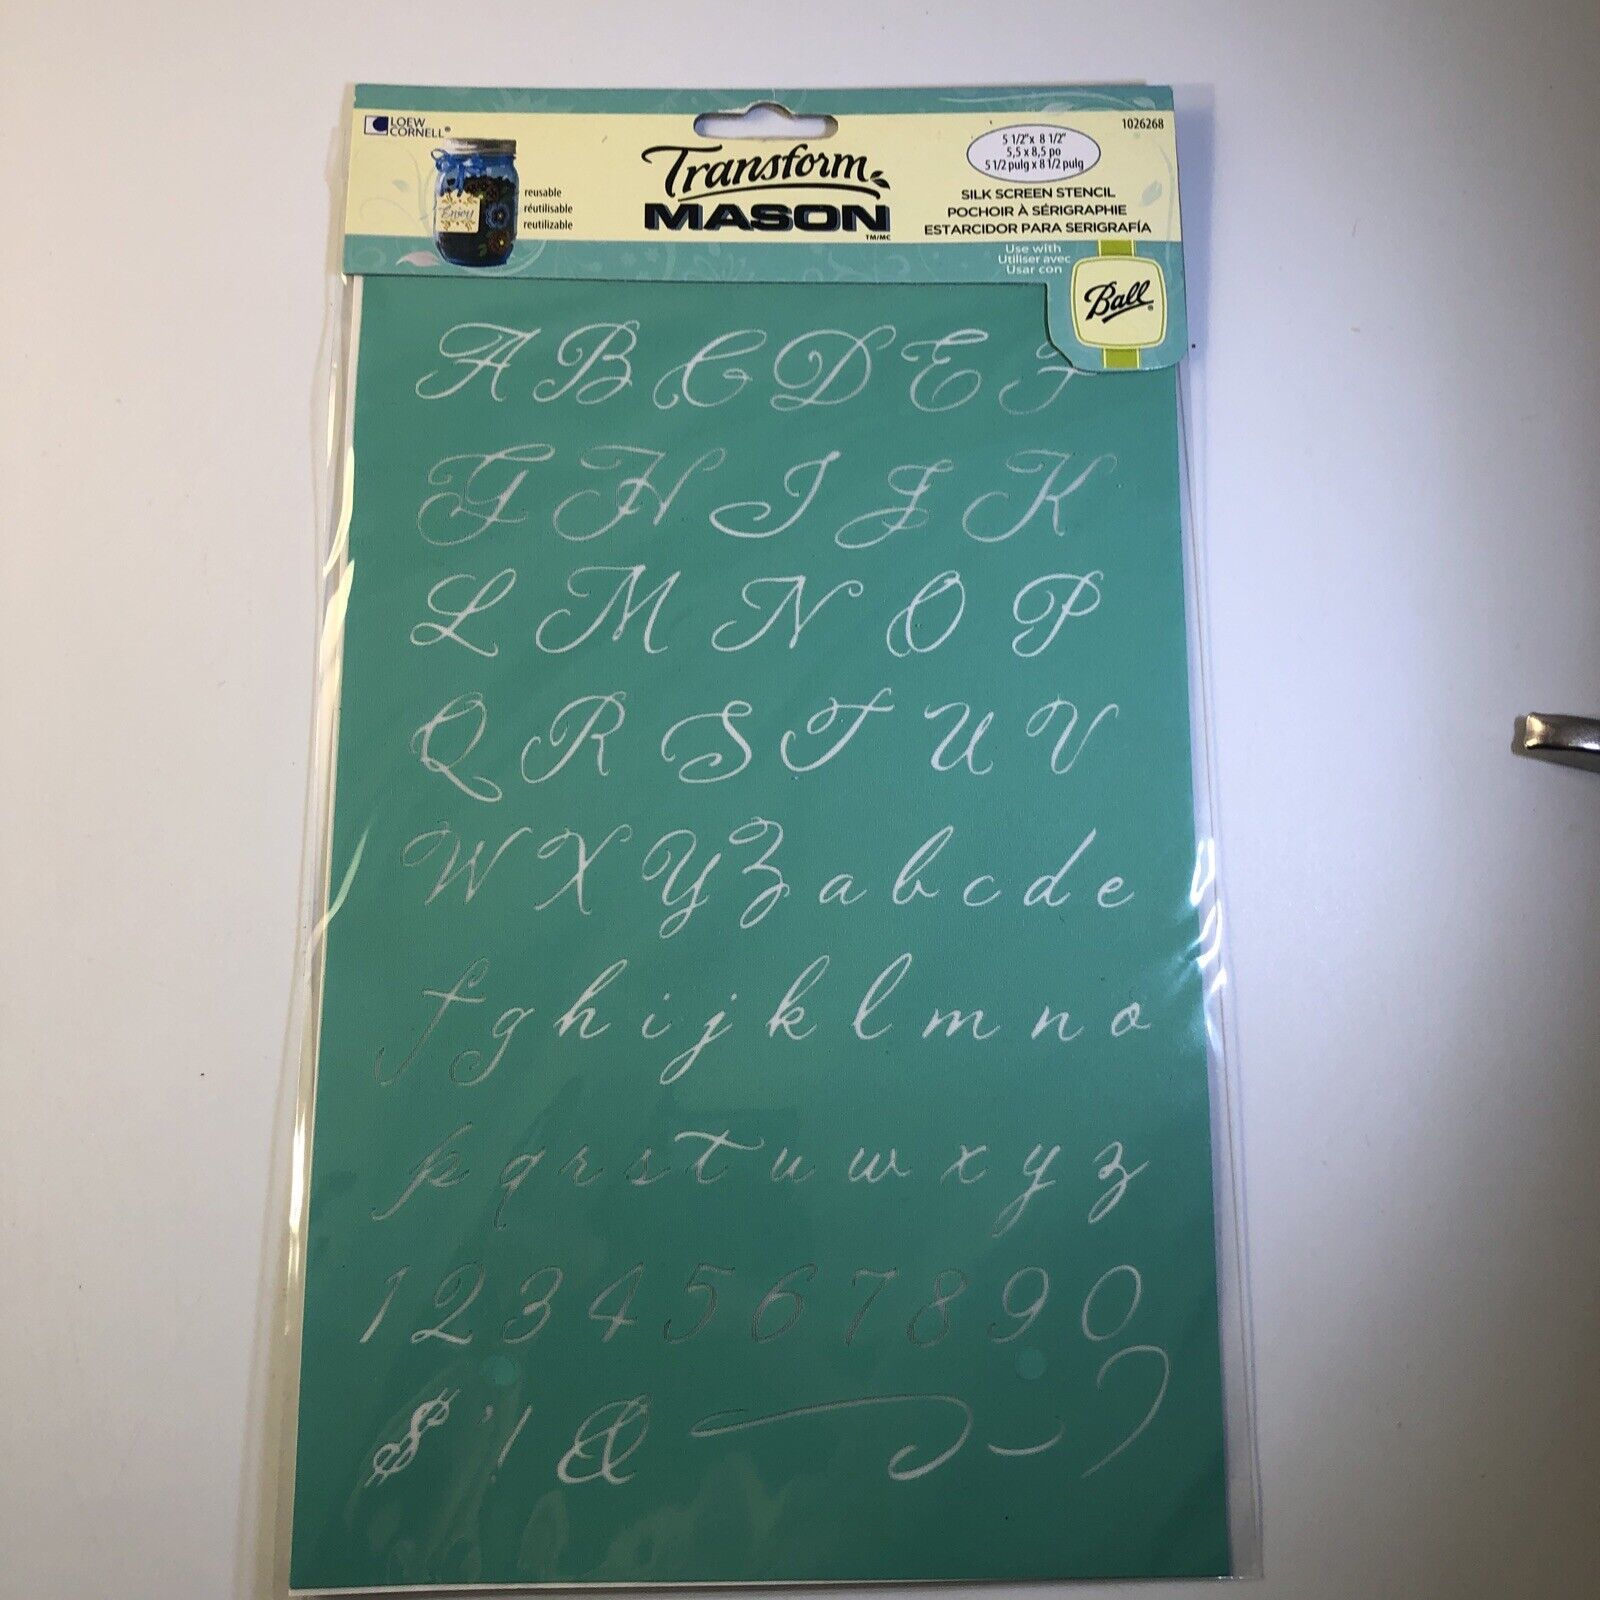 LOEW
CORNELL®
Enjoy
reusable
réutilisable
reutilizable
Transform
MASON
TM/MC
1026268
5 1/2"x 8 1/2"
5,5 x 8,5 po
5 1/2 pulg x 8 1/2 pulg
SILK SCREEN STENCIL
POCHOIR À SÉRIGRAPHIE
ESTARCIDOR PARA SERIGRAFÍA
Use with
Utiliser avec
Usar con
Ball®
A B C D E F
G H I J K
L M N O P
Q R S T U V
W X Y Z a b c d e
f g h i j k l m n o
p q r s t u w x y z
1 2 3 4 5 6 7 8 9 0
$ ' ! &